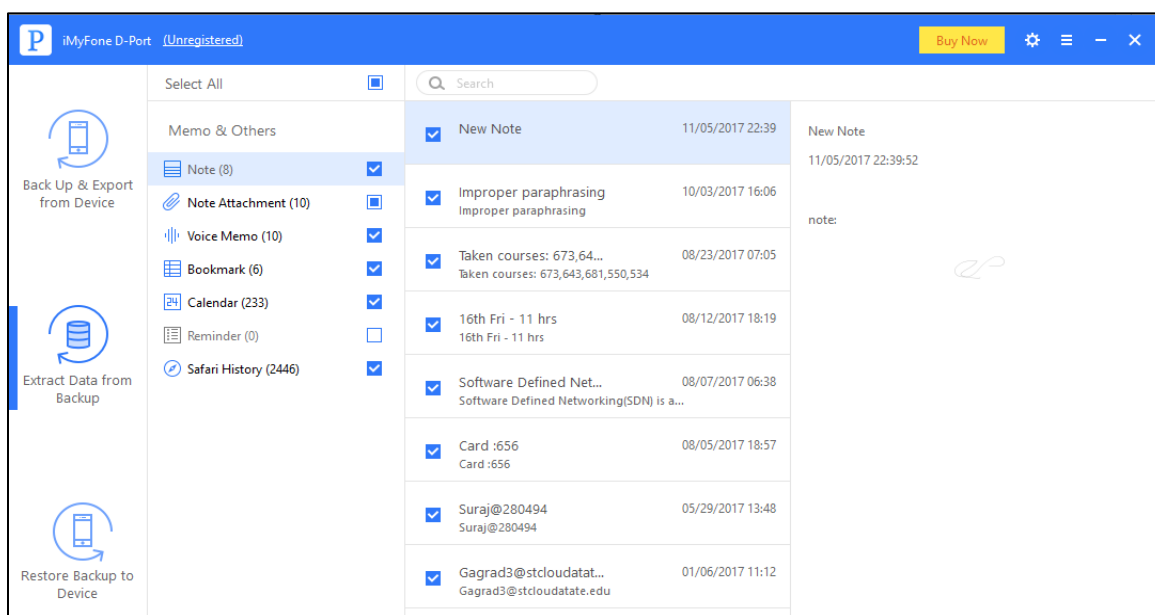 P iMyFone D-Port (Unregistered) Buy Now
Back Up & Export
from Device
Extract Data from
Backup
Restore Backup to
Device
Select All
Memo & Others
Note (8)
Note Attachment (10)
Voice Memo (10)
Bookmark (6)
24 Calendar (233)
Reminder (0)
Safari History (2446)
Search
New Note 11/05/2017 22:39
Improper paraphrasing 10/03/2017 16:06
Improper paraphrasing
Taken courses: 673,64... 08/23/2017 07:05
Taken courses: 673,643,681,550,534
16th Fri - 11 hrs 08/12/2017 18:19
16th Fri - 11 hrs
Software Defined Net... 08/07/2017 06:38
Software Defined Networking(SDN) is a...
Card :656 08/05/2017 18:57
Card :656
Suraj@280494 05/29/2017 13:48
Suraj@280494
Gagrad3@stcloudatat... 01/06/2017 11:12
Gagrad3@stcloudatate.edu
New Note
11/05/2017 22:39:52
note: